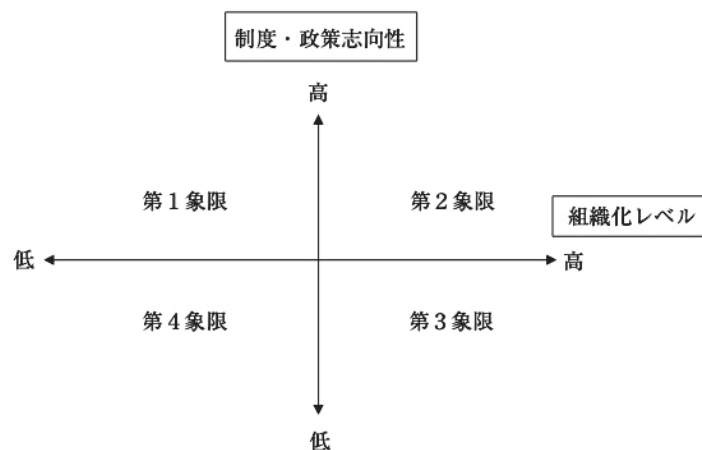 制度・政策志向性
高
第1象限
第2象限
組織化レベル
低
高
第4象限
第3象限
低